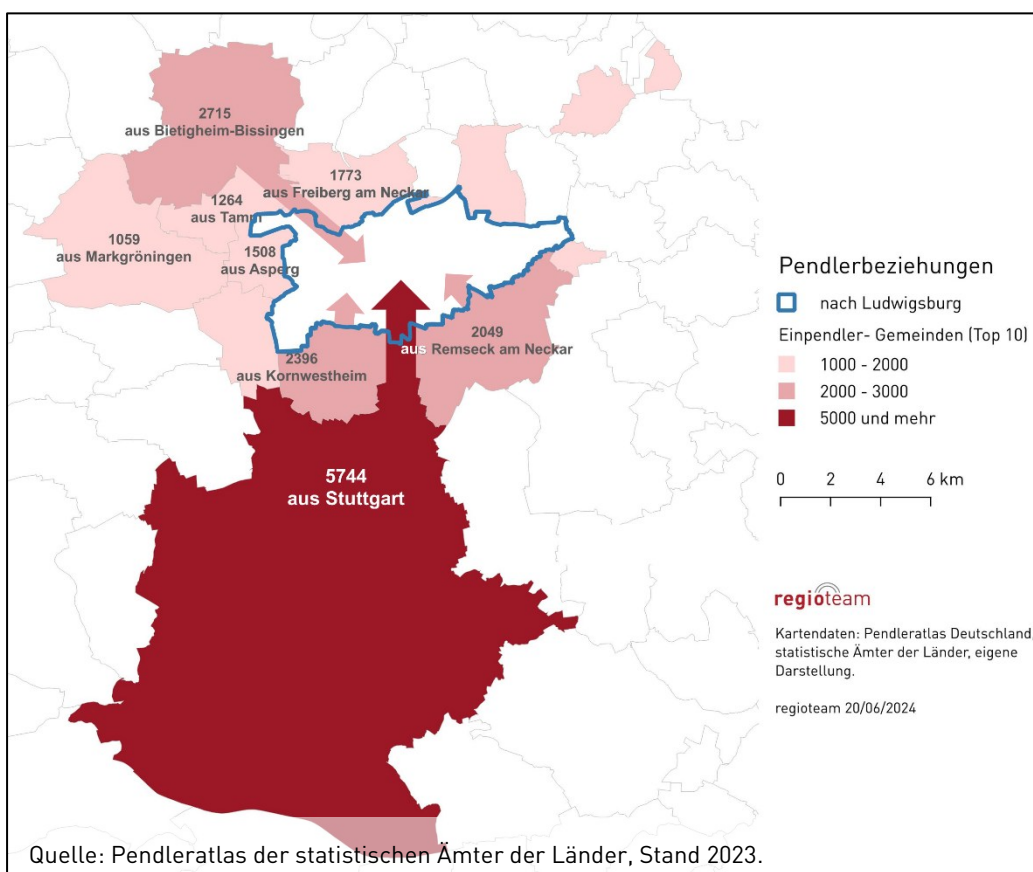 2715
aus Bietigheim-Bissingen
1773
aus Freiberg am Neckar
1264
aus Tamm
1059
aus Markgröningen
1508
aus Asperg
2049
aus Remseck am Neckar
2396
aus Kornwestheim
5744
aus Stuttgart
Pendlerbeziehungen
nach Ludwigsburg
Einpendler- Gemeinden (Top 10)
1000 - 2000
2000 - 3000
5000 und mehr
0 2 4 6 km
regioteam
Kartendaten: Pendleratlas Deutschland,
statistische Ämter der Länder, eigene
Darstellung.
regioteam 20/06/2024
Quelle: Pendleratlas der statistischen Ämter der Länder, Stand 2023.